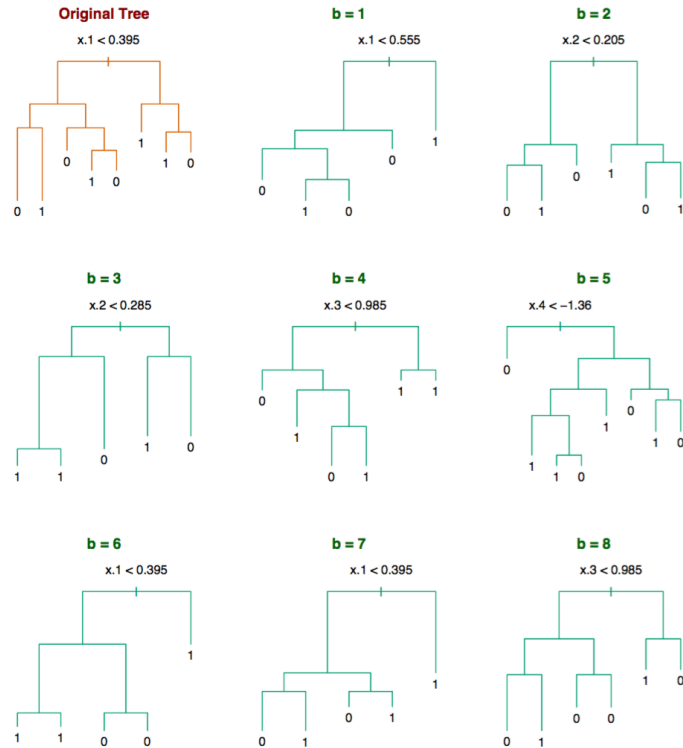 Original Tree
x.1 < 0.395
1
0
1 0
1 0
0 1
b = 1
x.1 < 0.555
1
0
0
1 0
b = 2
x.2 < 0.205
1
0
0 1
0 1
b = 3
x.2 < 0.285
1 0
0
1 1
b = 4
x.3 < 0.985
1 1
0
1
0 1
b = 5
x.4 < −1.36
0
0
1
1 0
1
1 0
b = 6
x.1 < 0.395
1
1 1 0 0
b = 7
x.1 < 0.395
1
0 1
0 1
b = 8
x.3 < 0.985
1 0
0 0
0 1